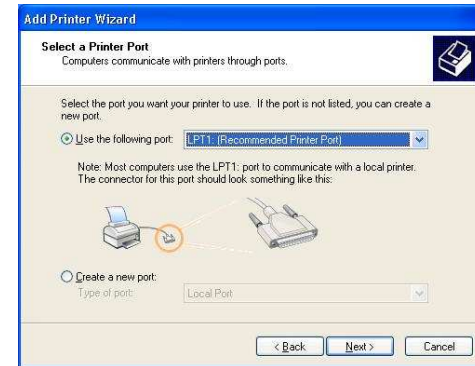 Add Printer Wizard
Select a Printer Port
Computers communicate with printers through ports.
Select the port you want your printer to use. If the port is not listed, you can create a
new port.
Use the following port: LPT1: (Recommended Printer Port)
Note: Most computers use the LPT1: port to communicate with a local printer.
The connector for this port should look something like this:
Create a new port:
Type of port: Local Port
< Back Next > Cancel